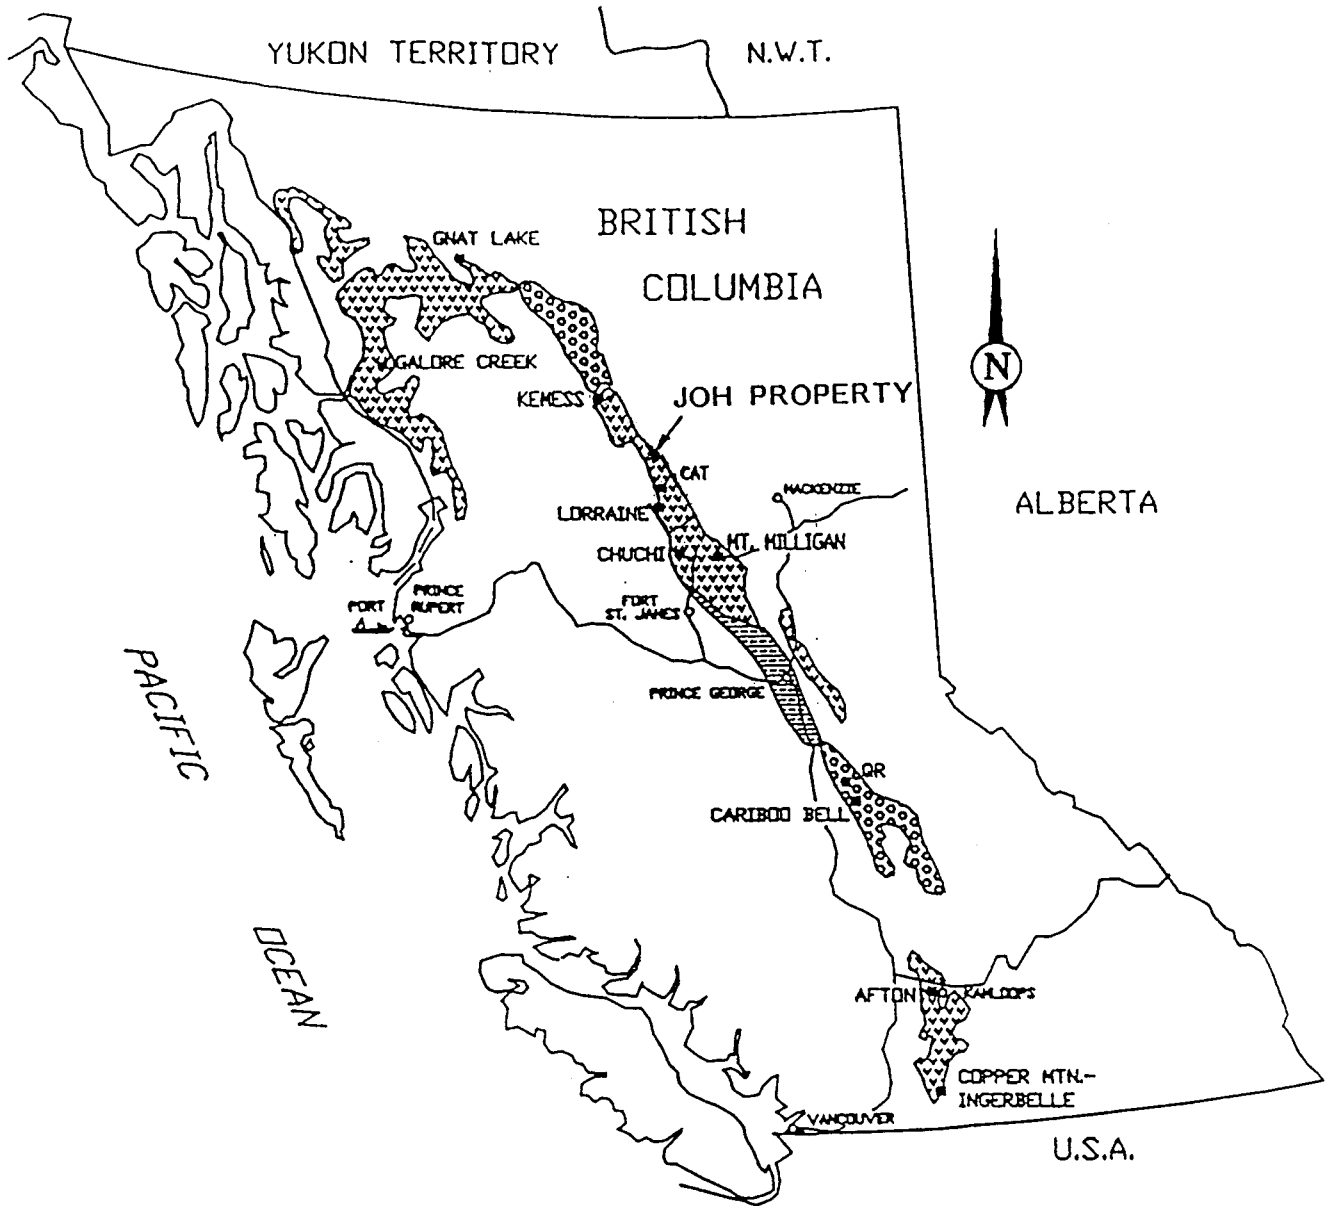 YUKON TERRITORY
N.W.T.
BRITISH
COLUMBIA
GNAT LAKE
GALORE CREEK
KEMESS
JOH PROPERTY
N
CAT
MACKENZIE
ALBERTA
LORRAINE
CHUCHI
MT. MILLIGAN
PORT
PRINCE
RUPERT
FORT
ST. JAMES
PACIFIC
PRINCE GEORGE
QR
CARIBOO BELL
OCEAN
AFTON
KAMLOOPS
COPPER MTN.-
INGERBELLE
VANCOUVER
U.S.A.